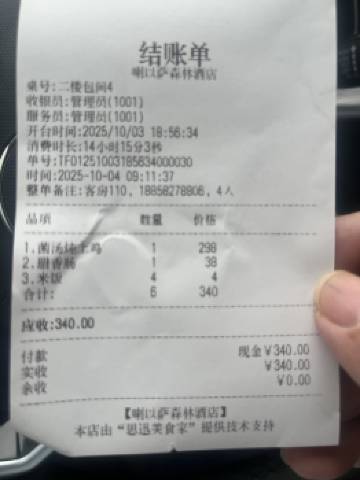 结账单
喇以萨森林酒店
桌号:二楼包间4
收银员:管理员(1001)
服务员:管理员(1001)
开台时间:2025/10/03 18:56:34
消费时长:14小时15分3秒
单号:TF01251003185634000030
时间:2025-10-04 09:11:37
整单备注:客房110, 18858278806, 4人
品项 数量 价格
1.菌汤炖土鸡 1 298
2.腊香肠 1 38
3.米饭 4 4
合计: 6 340
应收:340.00
付款 现金¥340.00
实收 ¥340.00
余收 ¥0.00
【喇以萨森林酒店】
本店由“思迅美食家”提供技术支持